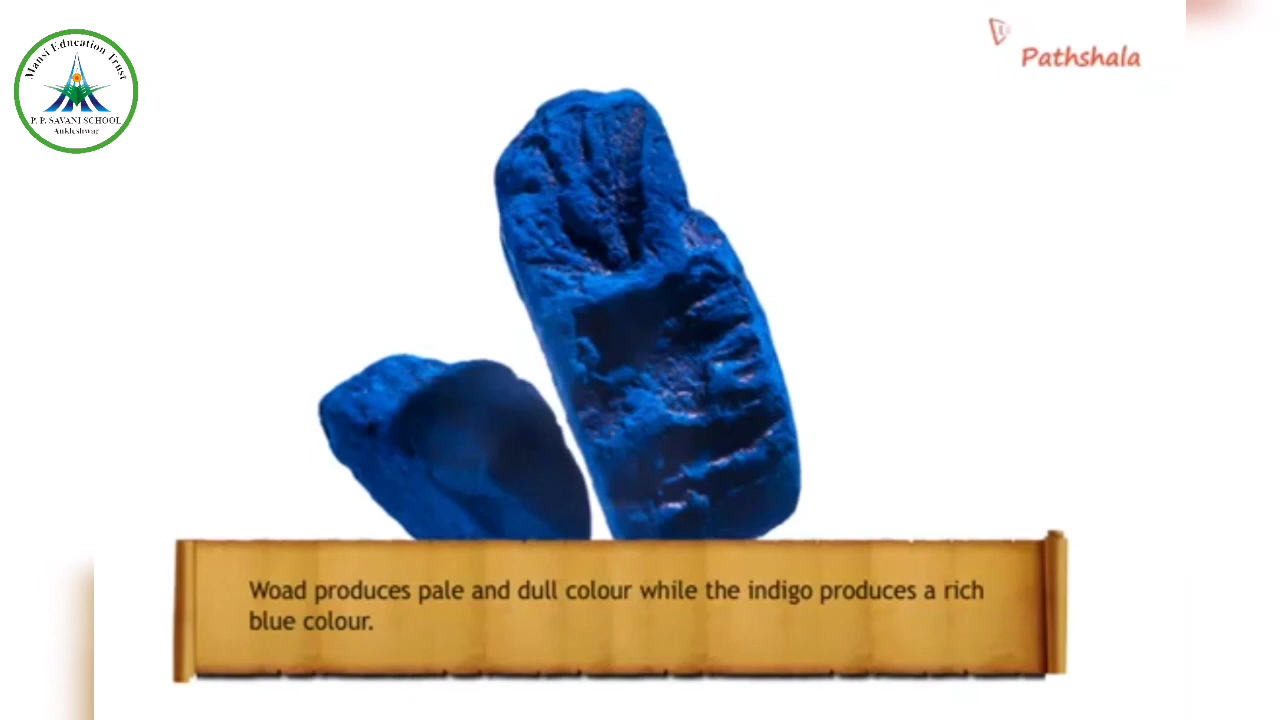 Mansi Education Trust
P. P. SAVANI SCHOOL
Ankleshwar
Pathshala
Woad produces pale and dull colour while the indigo produces a rich
blue colour.